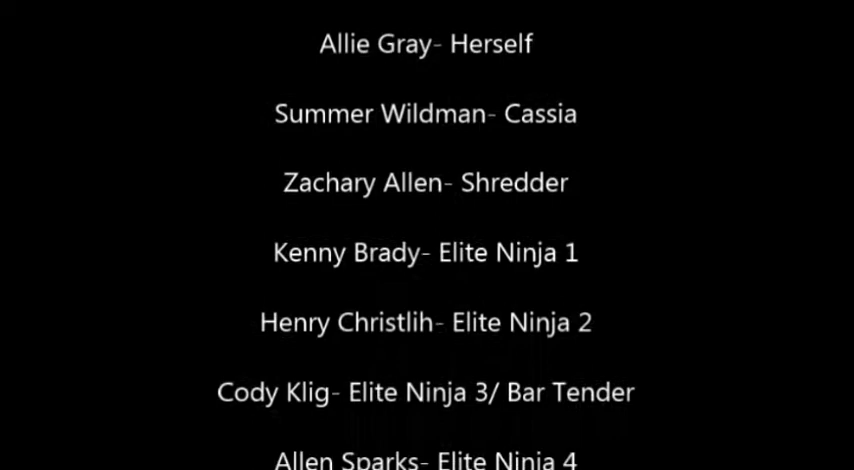 Allie Gray- Herself
Summer Wildman- Cassia
Zachary Allen- Shredder
Kenny Brady- Elite Ninja 1
Henry Christlih- Elite Ninja 2
Cody Klig- Elite Ninja 3/ Bar Tender
Allen Sparks- Elite Ninja 4